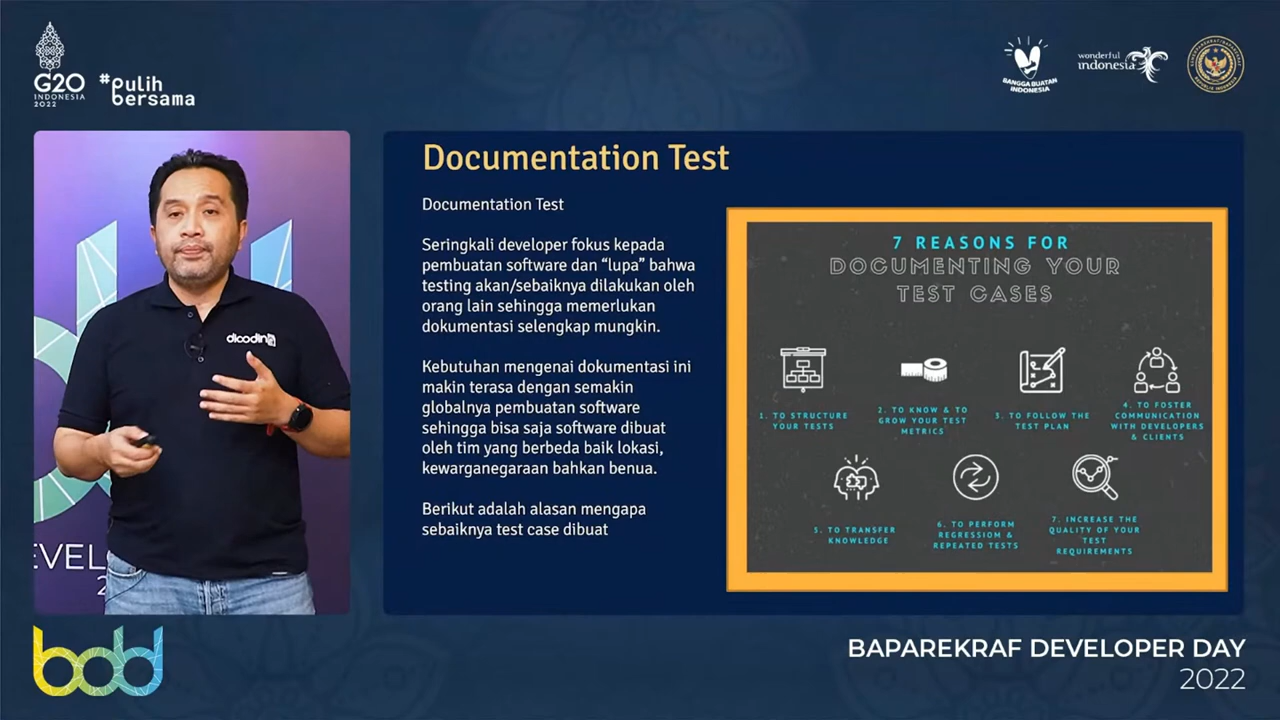 G20
INDONESIA
2022
#pulih
bersama
BANGGA BUATAN
INDONESIA
wonderful
indonesia
dicoding
DEVEL
2
Documentation Test
Documentation Test
Seringkali developer fokus kepada
pembuatan software dan “lupa” bahwa
testing akan/sebaiknya dilakukan oleh
orang lain sehingga memerlukan
dokumentasi selengkap mungkin.
Kebutuhan mengenai dokumentasi ini
makin terasa dengan semakin
globalnya pembuatan software
sehingga bisa saja software dibuat
oleh tim yang berbeda baik lokasi,
kewarganegaraan bahkan benua.
Berikut adalah alasan mengapa
sebaiknya test case dibuat
7 REASONS FOR
DOCUMENTING YOUR
TEST CASES
1. TO STRUCTURE
YOUR TESTS
2. TO KNOW & TO
GROW YOUR TEST
METRICS
3. TO FOLLOW THE
TEST PLAN
4. TO FOSTER
COMMUNICATION
WITH DEVELOPERS
& CLIENTS
5. TO TRANSFER
KNOWLEDGE
6. TO PERFORM
REGRESSION &
REPEATED TESTS
7. INCREASE THE
QUALITY OF YOUR
TEST
REQUIREMENTS
bdd
BAPAREKRAF DEVELOPER DAY
2022